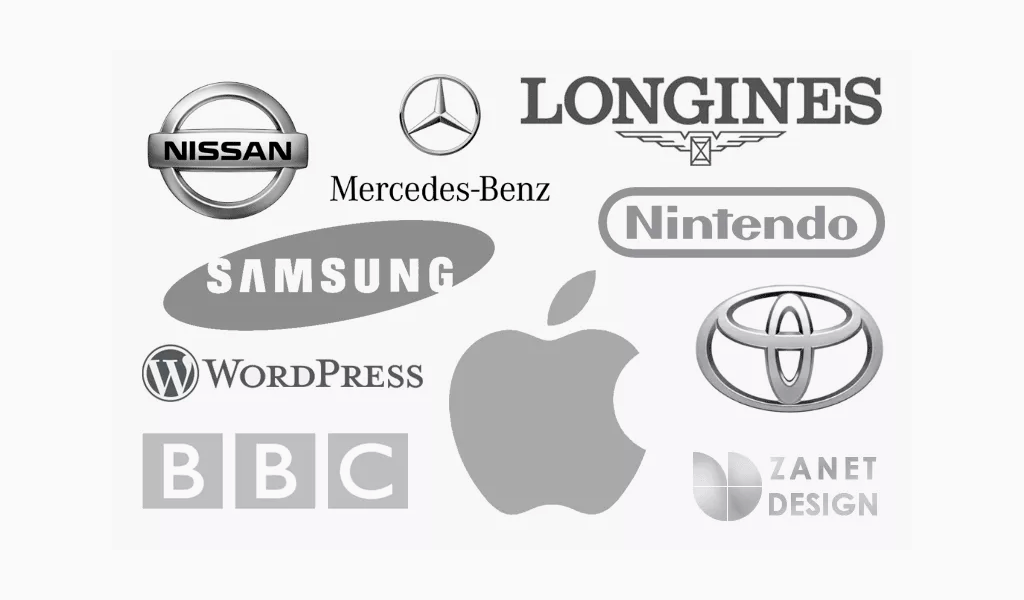 NISSAN
Mercedes-Benz
LONGINES
Nintendo
SAMSUNG
WORDPRESS
BBC
ZANET
DESIGN